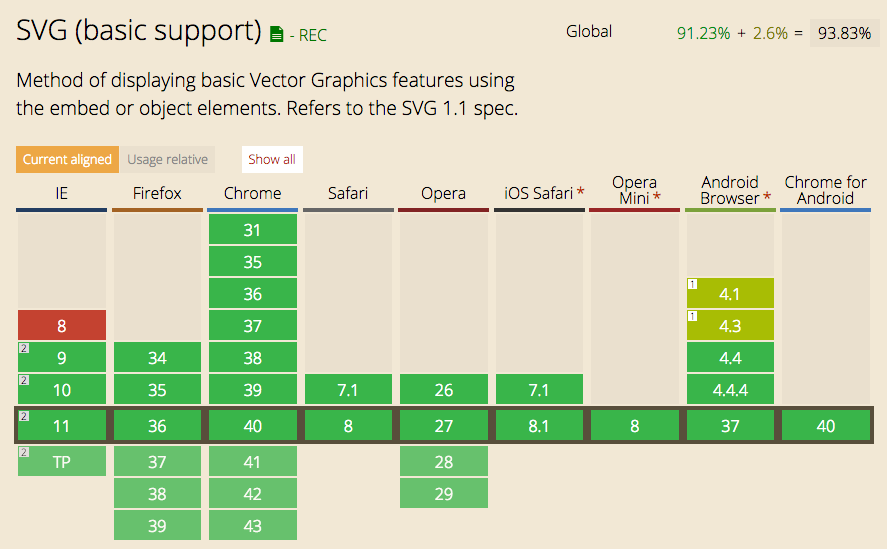 SVG (basic support) - REC
Global 91.23% + 2.6% = 93.83%
Method of displaying basic Vector Graphics features using
the embed or object elements. Refers to the SVG 1.1 spec.
Current aligned Usage relative Show all
IE Firefox Chrome Safari Opera iOS Safari * Opera Mini * Android Browser * Chrome for Android
31
35
36 1 4.1
8 37 1 4.3
2 9 34 38 4.4
2 10 35 39 7.1 26 7.1 4.4.4
2 11 36 40 8 27 8.1 8 37 40
2 TP 37 41 28
38 42 29
39 43